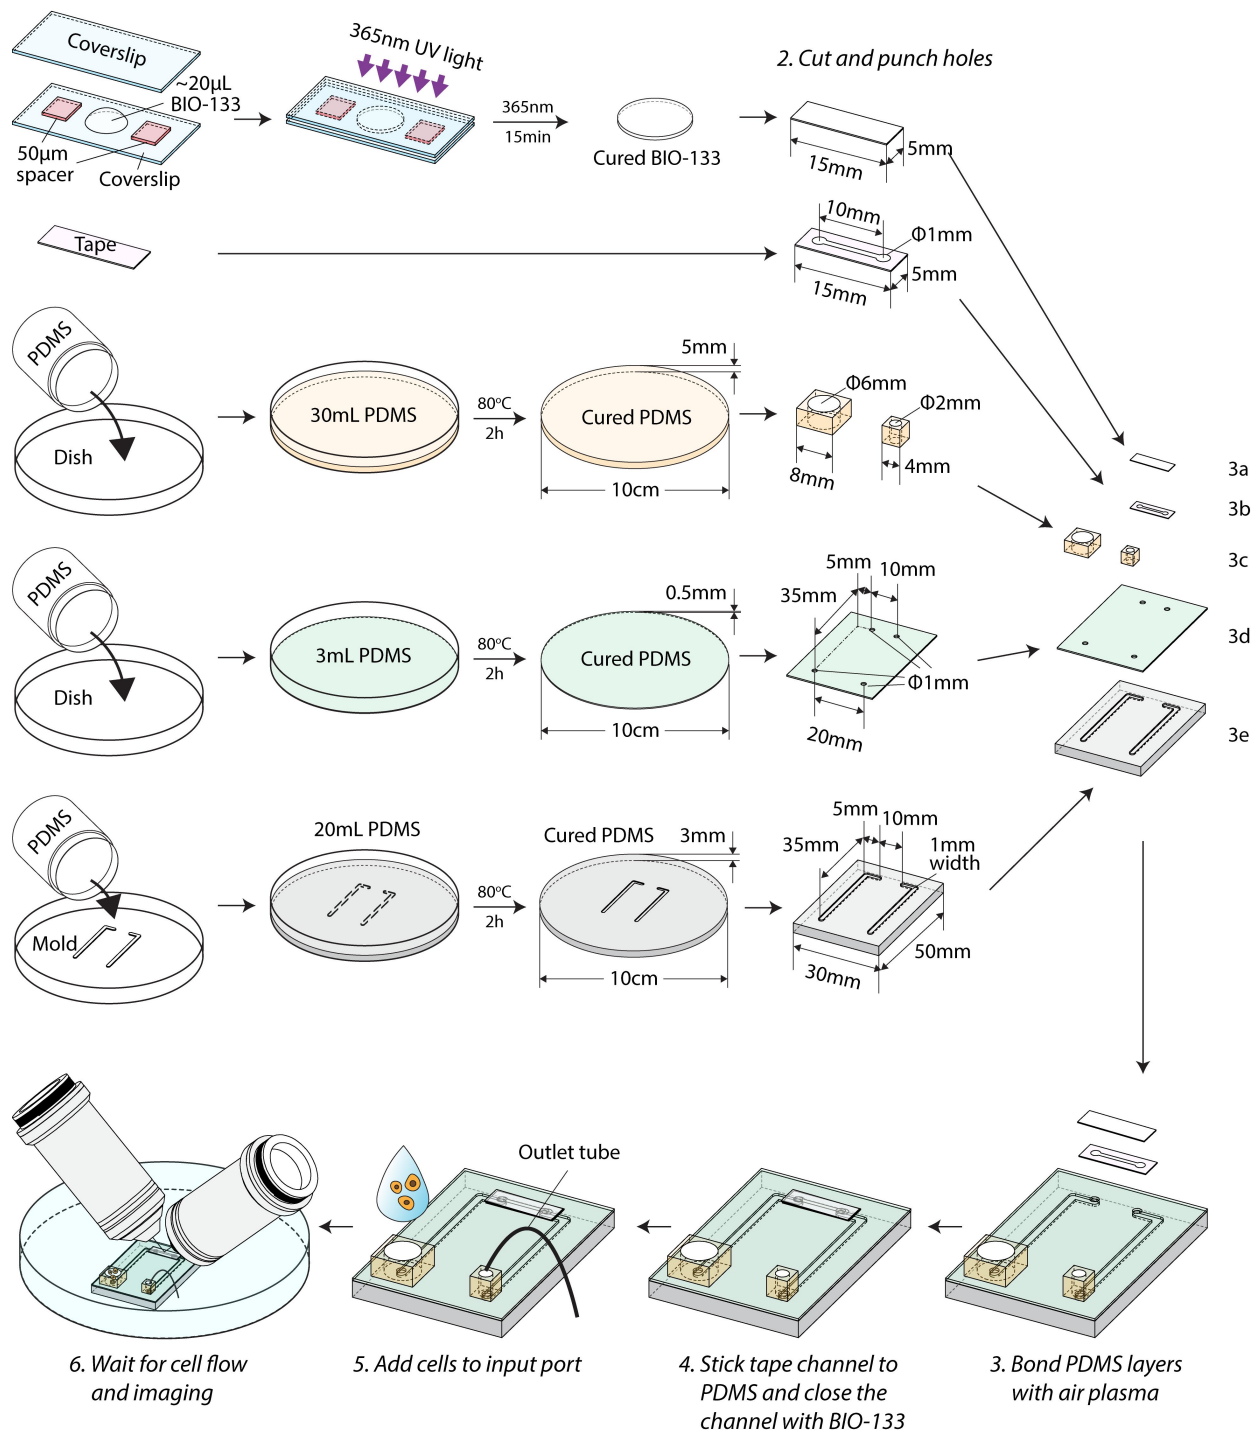 Coverslip
~20µL
BIO-133
50µm
spacer
Coverslip
365nm UV light
365nm
15min
Cured BIO-133
2. Cut and punch holes
15mm
5mm
Tape
10mm
Φ1mm
5mm
15mm
PDMS
Dish
30mL PDMS
80°C
2h
5mm
Cured PDMS
10cm
Φ6mm
Φ2mm
8mm
4mm
3a
3b
3c
3d
3e
PDMS
Dish
3mL PDMS
80°C
2h
0.5mm
Cured PDMS
10cm
5mm
10mm
35mm
Φ1mm
20mm
PDMS
Mold
20mL PDMS
80°C
2h
Cured PDMS
3mm
10cm
5mm
10mm
35mm
1mm
width
50mm
30mm
Outlet tube
6. Wait for cell flow
and imaging
5. Add cells to input port
4. Stick tape channel to
PDMS and close the
channel with BIO-133
3. Bond PDMS layers
with air plasma